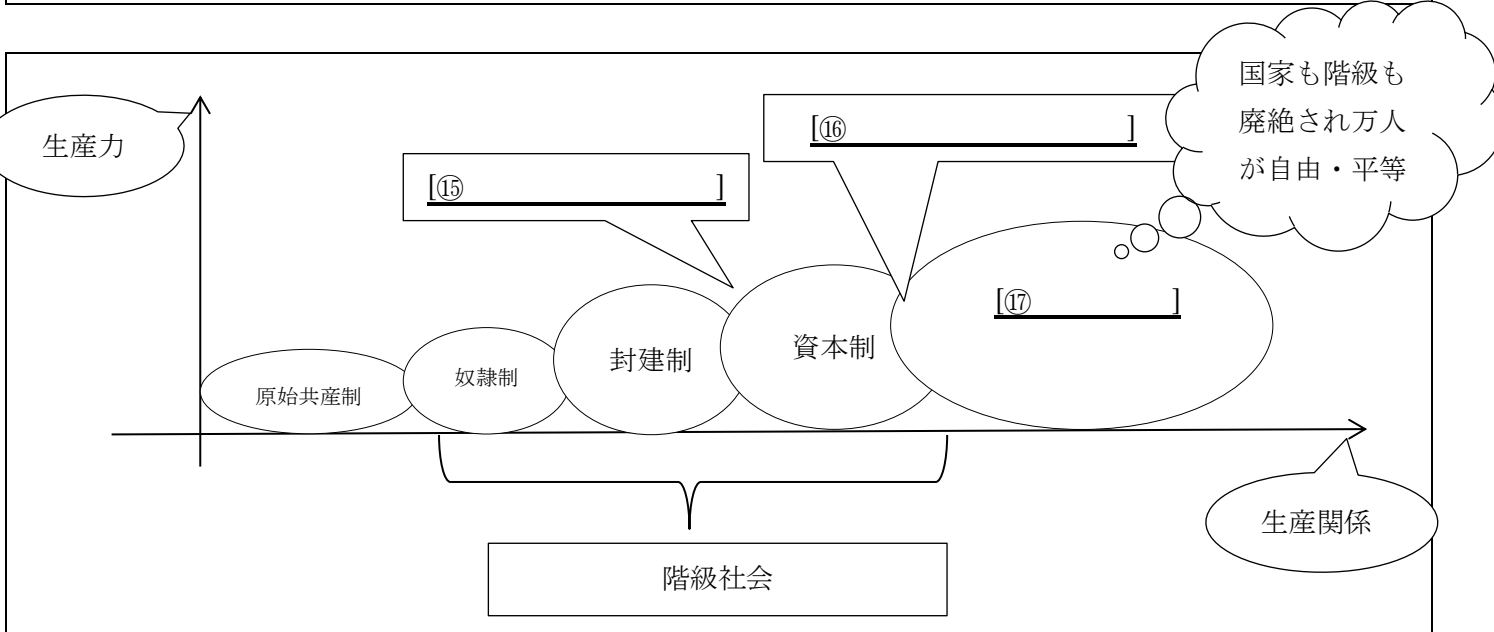 国家も階級も
廃絶され万人
が自由・平等
生産力
[⑯ ]
[⑮ ]
[⑰ ]
資本制
封建制
奴隷制
原始共産制
生産関係
階級社会